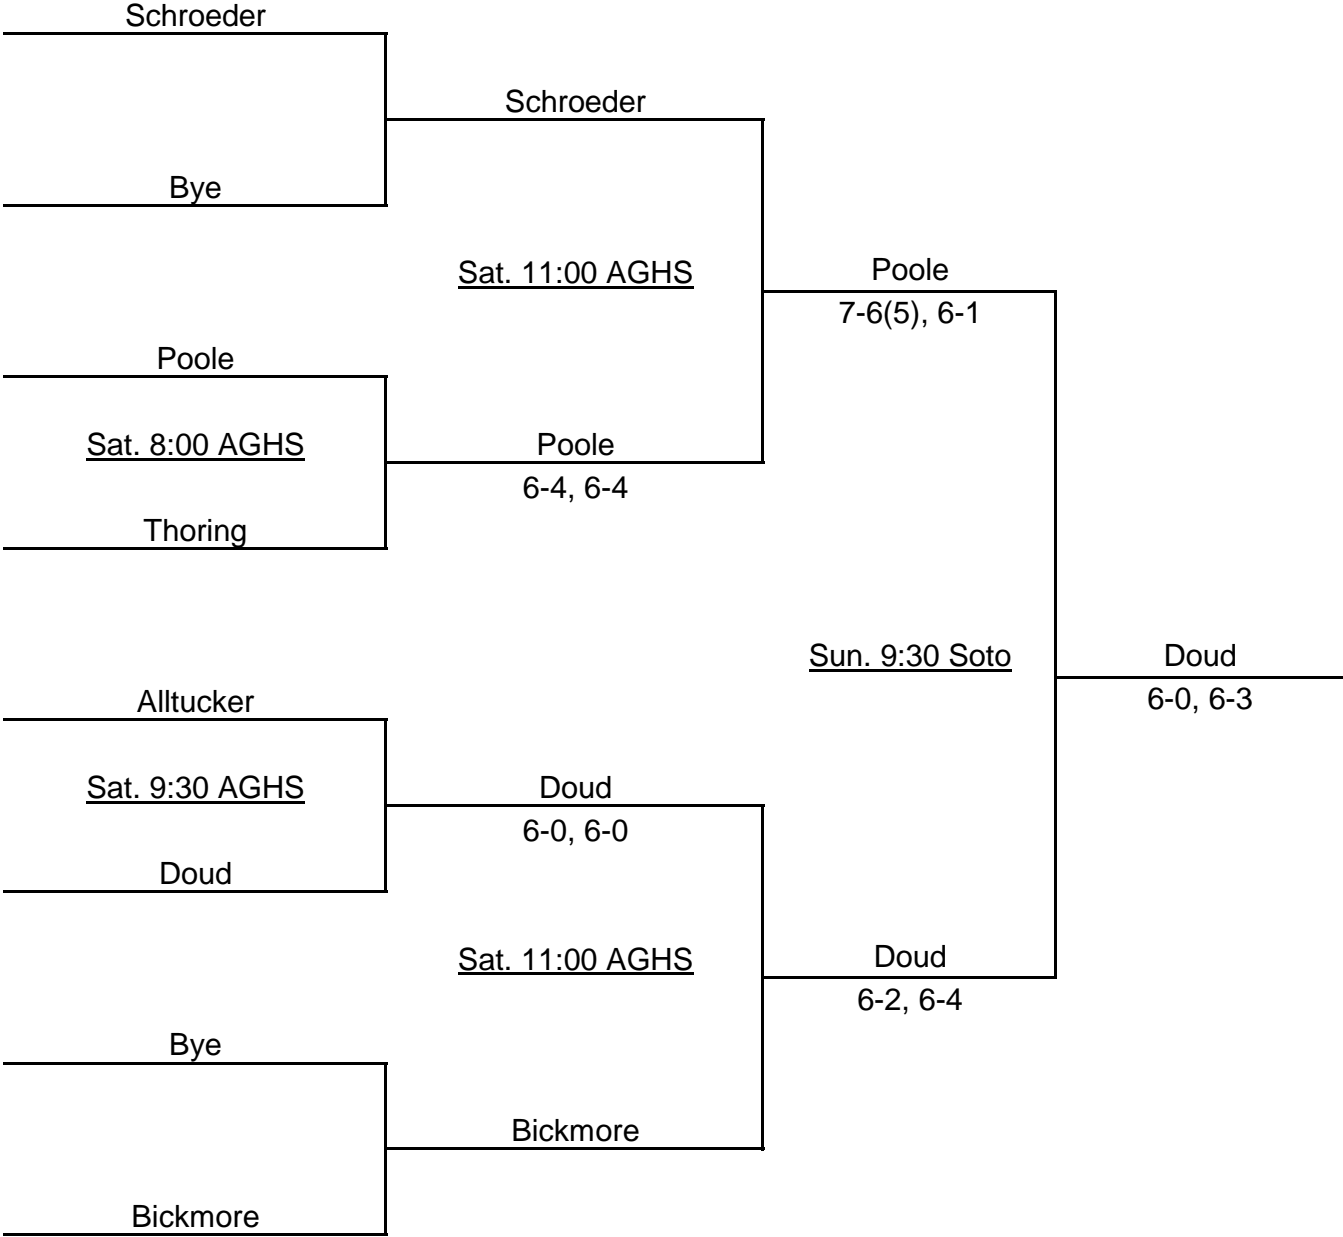 Schroeder
Schroeder
Bye
Sat. 11:00 AGHS
Poole
7-6(5), 6-1
Poole
Sat. 8:00 AGHS
Poole
6-4, 6-4
Thoring
Sun. 9:30 Soto
Doud
6-0, 6-3
Alltucker
Sat. 9:30 AGHS
Doud
6-0, 6-0
Doud
Sat. 11:00 AGHS
Doud
6-2, 6-4
Bye
Bickmore
Bickmore